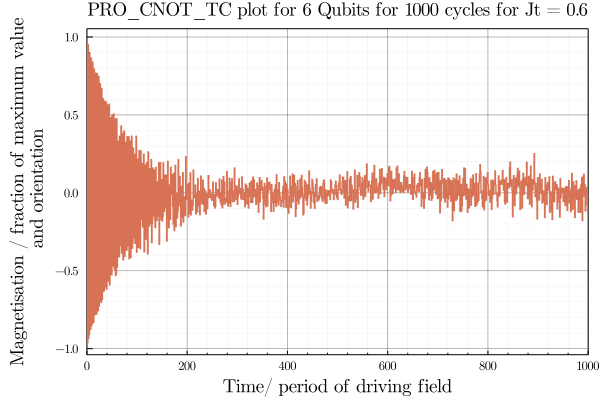 PRO_CNOT_TC plot for 6 Qubits for 1000 cycles for Jt = 0.6
Magnetisation / fraction of maximum value
and orientation
1.0
0.5
0.0
−0.5
−1.0
0 200 400 600 800 1000
Time/ period of driving field